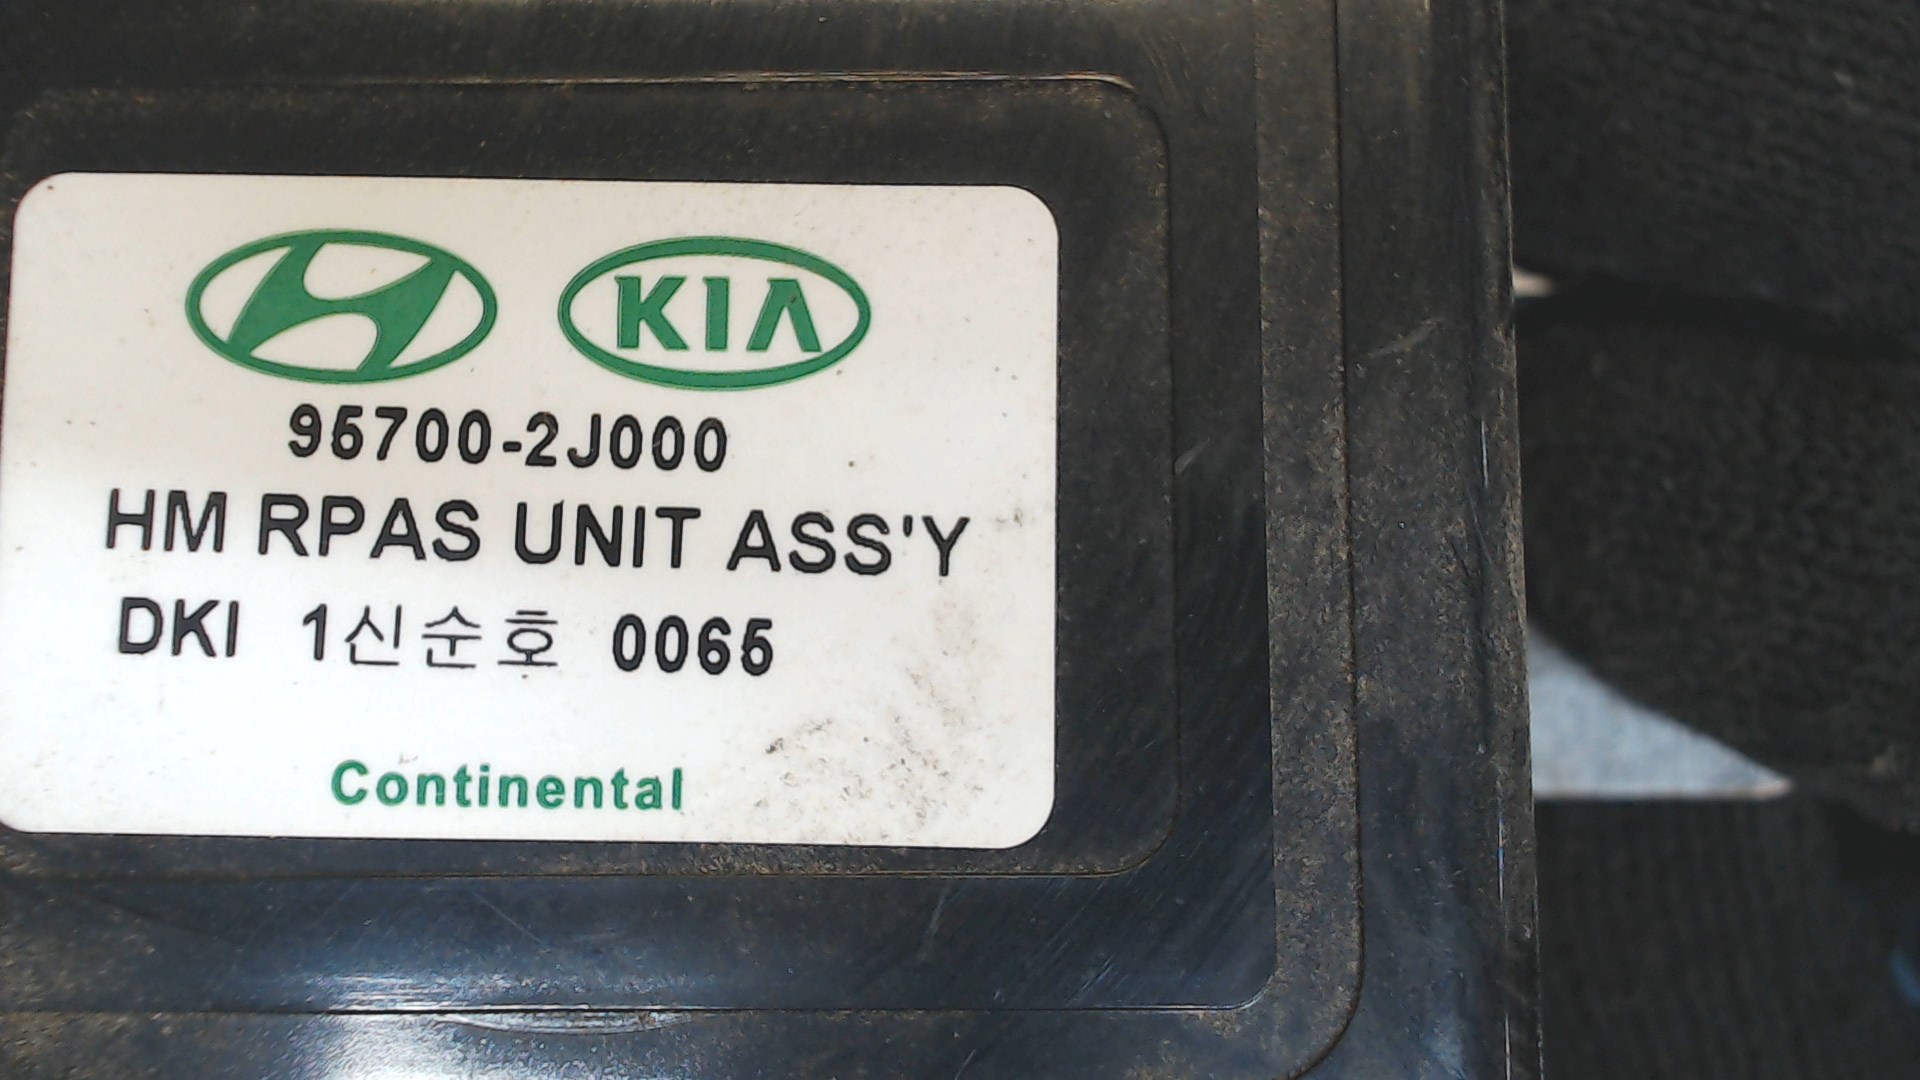 KIA
95700-2J000
HM RPAS UNIT ASS'Y
DKI 1신순호 0065
Continental